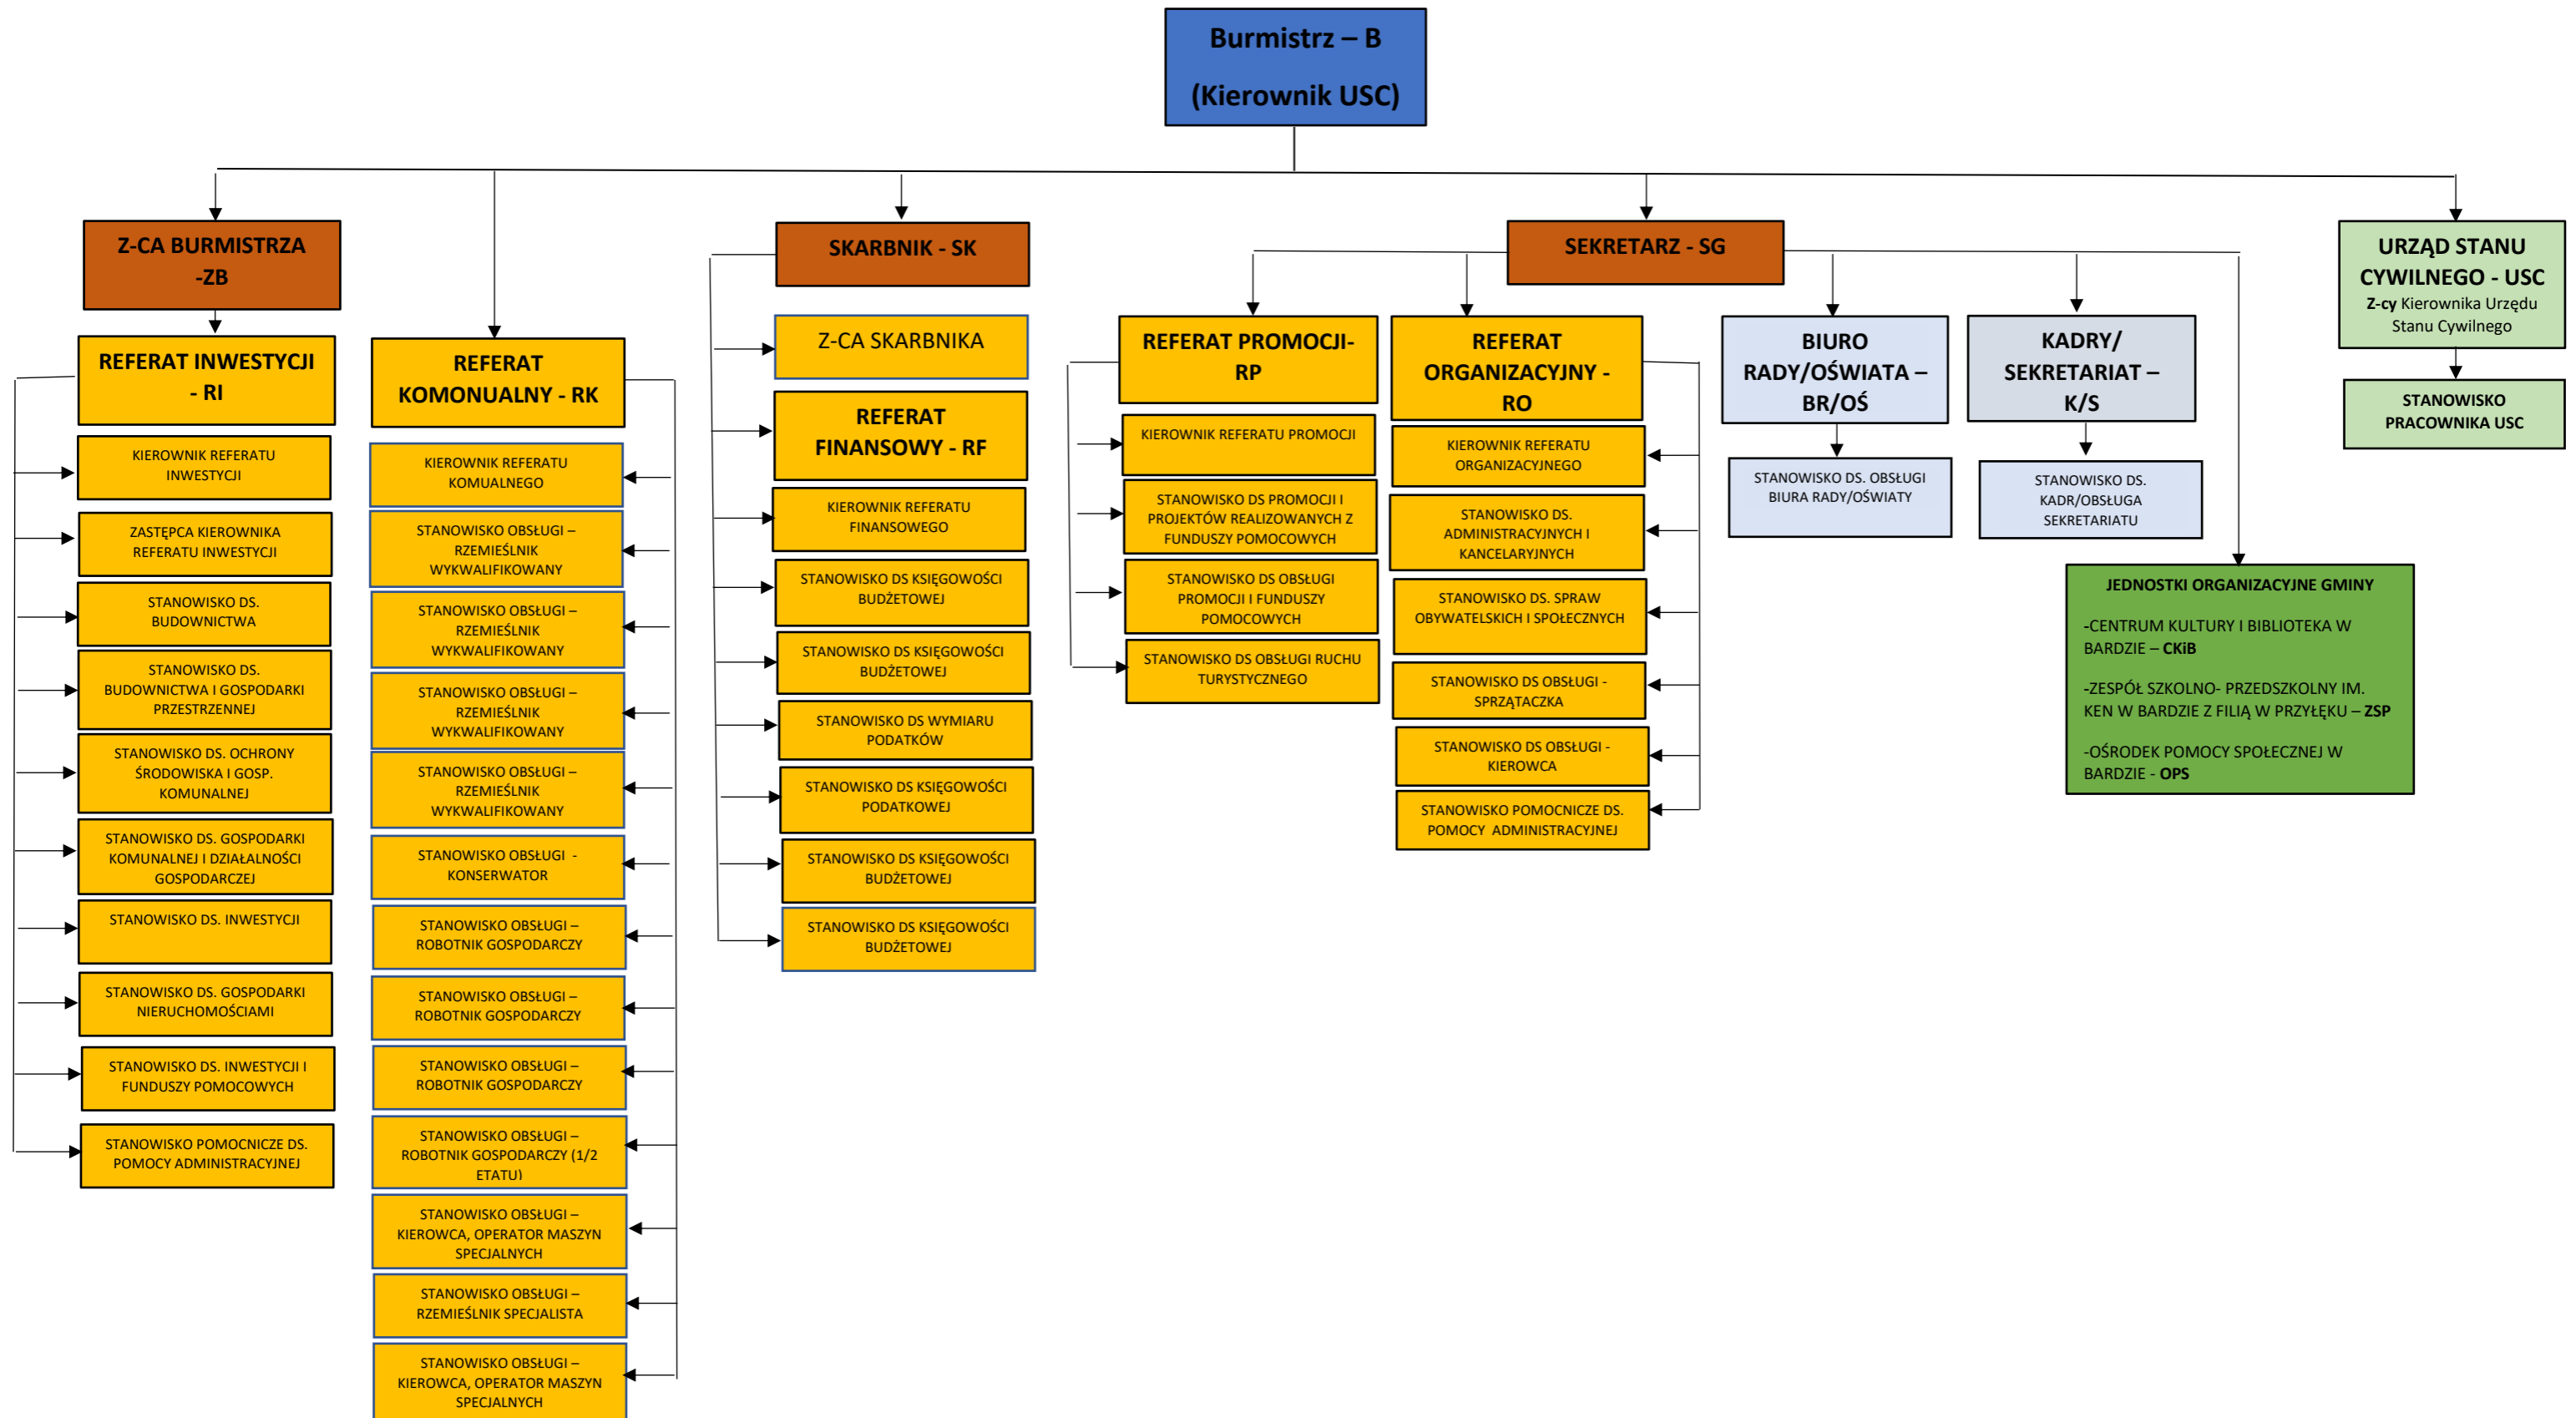 Burmistrz – B
(Kierownik USC)
Z-CA BURMISTRZA
-ZB
REFERAT INWESTYCJI
- RI
KIEROWNIK REFERATU
INWESTYCJI
ZASTĘPCA KIEROWNIKA
REFERATU INWESTYCJI
STANOWISKO DS.
BUDOWNICTWA
STANOWISKO DS.
BUDOWNICTWA I GOSPODARKI
PRZESTRZENNEJ
STANOWISKO DS. OCHRONY
ŚRODOWISKA I GOSP.
KOMUNALNEJ
STANOWISKO DS. GOSPODARKI
KOMUNALNEJ I DZIAŁALNOŚCI
GOSPODARCZEJ
STANOWISKO DS. INWESTYCJI
STANOWISKO DS. GOSPODARKI
NIERUCHOMOŚCIAMI
STANOWISKO DS. INWESTYCJI I
FUNDUSZY POMOCOWYCH
STANOWISKO POMOCNICZE DS.
POMOCY ADMINISTRACYJNEJ
REFERAT
KOMONUALNY - RK
KIEROWNIK REFERATU
KOMUALNEGO
STANOWISKO OBSŁUGI –
RZEMIEŚLNIK
WYKWALIFIKOWANY
STANOWISKO OBSŁUGI –
RZEMIEŚLNIK
WYKWALIFIKOWANY
STANOWISKO OBSŁUGI –
RZEMIEŚLNIK
WYKWALIFIKOWANY
STANOWISKO OBSŁUGI –
RZEMIEŚLNIK
WYKWALIFIKOWANY
STANOWISKO OBSŁUGI -
KONSERWATOR
STANOWISKO OBSŁUGI –
ROBOTNIK GOSPODARCZY
STANOWISKO OBSŁUGI –
ROBOTNIK GOSPODARCZY
STANOWISKO OBSŁUGI –
ROBOTNIK GOSPODARCZY
STANOWISKO OBSŁUGI –
ROBOTNIK GOSPODARCZY (1/2
ETATU)
STANOWISKO OBSŁUGI –
KIEROWCA, OPERATOR MASZYN
SPECJALNYCH
STANOWISKO OBSŁUGI –
RZEMIEŚLNIK SPECJALISTA
STANOWISKO OBSŁUGI –
KIEROWCA, OPERATOR MASZYN
SPECJALNYCH
SKARBNIK - SK
Z-CA SKARBNIKA
REFERAT
FINANSOWY - RF
KIEROWNIK REFERATU
FINANSOWEGO
STANOWISKO DS KSIĘGOWOŚCI
BUDŻETOWEJ
STANOWISKO DS KSIĘGOWOŚCI
BUDŻETOWEJ
STANOWISKO DS WYMIARU
PODATKÓW
STANOWISKO DS KSIĘGOWOŚCI
PODATKOWEJ
STANOWISKO DS KSIĘGOWOŚCI
BUDŻETOWEJ
STANOWISKO DS KSIĘGOWOŚCI
BUDŻETOWEJ
SEKRETARZ - SG
REFERAT PROMOCJI-
RP
KIEROWNIK REFERATU PROMOCJI
STANOWISKO DS PROMOCJI I
PROJEKTÓW REALIZOWANYCH Z
FUNDUSZY POMOCOWYCH
STANOWISKO DS OBSŁUGI
PROMOCJI I FUNDUSZY
POMOCOWYCH
STANOWISKO DS OBSŁUGI RUCHU
TURYSTYCZNEGO
REFERAT
ORGANIZACYJNY -
RO
KIEROWNIK REFERATU
ORGANIZACYJNEGO
STANOWISKO DS.
ADMINISTRACYJNYCH I
KANCELARYJNYCH
STANOWISKO DS. SPRAW
OBYWATELSKICH I SPOŁECZNYCH
STANOWISKO DS OBSŁUGI -
SPRZĄTACZKA
STANOWISKO DS OBSŁUGI -
KIEROWCA
STANOWISKO POMOCNICZE DS.
POMOCY ADMINISTRACYJNEJ
BIURO
RADY/OŚWIATA –
BR/OŚ
STANOWISKO DS. OBSŁUGI
BIURA RADY/OŚWIATY
KADRY/
SEKRETARIAT –
K/S
STANOWISKO DS.
KADR/OBSŁUGA
SEKRETARIATU
JEDNOSTKI ORGANIZACYJNE GMINY
-CENTRUM KULTURY I BIBLIOTEKA W
BARDZIE – CKiB
-ZESPÓŁ SZKOLNO- PRZEDSZKOLNY IM.
KEN W BARDZIE Z FILIĄ W PRZYŁĘKU – ZSP
-OŚRODEK POMOCY SPOŁECZNEJ W
BARDZIE - OPS
URZĄD STANU
CYWILNEGO - USC
Z-cy Kierownika Urzędu
Stanu Cywilnego
STANOWISKO
PRACOWNIKA USC